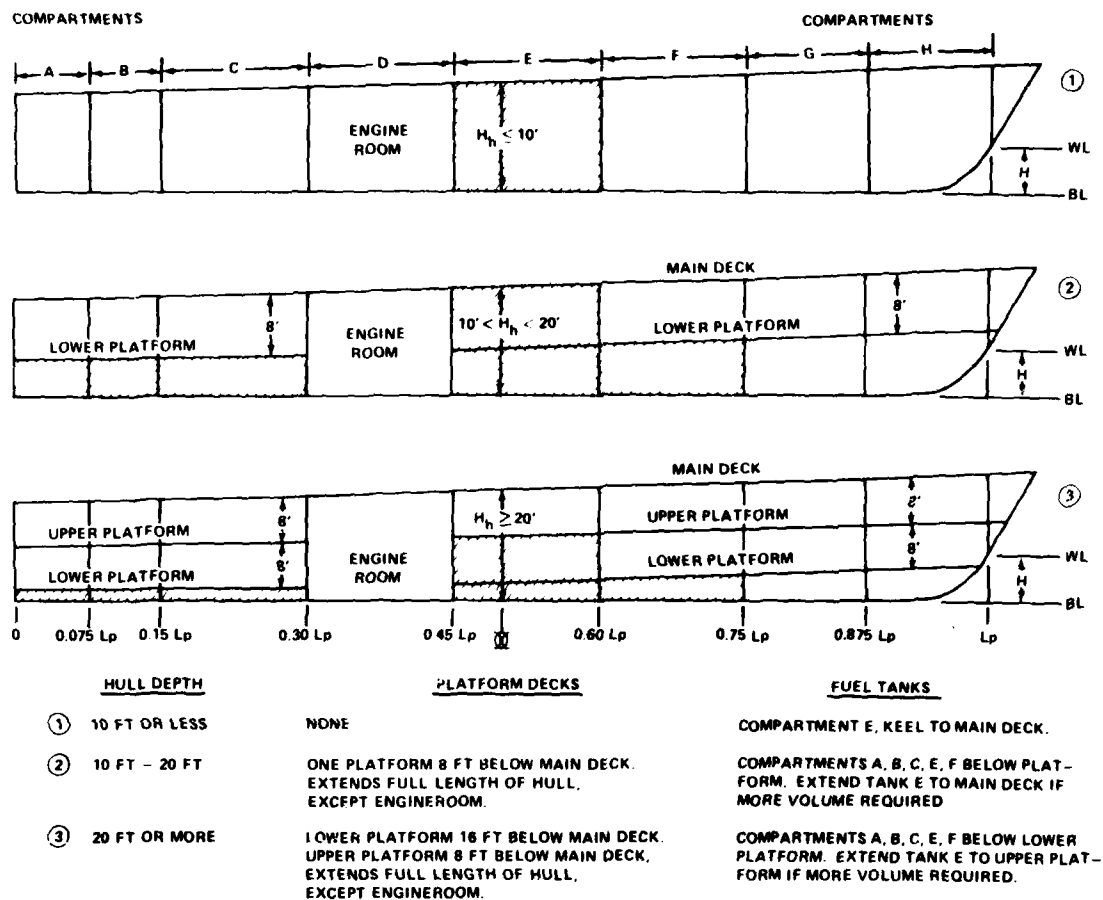 COMPARTMENTS
COMPARTMENTS
A B C D E F G H
1
ENGINE
ROOM
Hh ≤ 10'
WL
H
BL
MAIN DECK
2
8'
10' < Hh < 20'
8'
LOWER PLATFORM
ENGINE
ROOM
LOWER PLATFORM
WL
H
BL
MAIN DECK
3
8'
Hh ≥ 20'
UPPER PLATFORM
UPPER PLATFORM
8'
8'
LOWER PLATFORM
ENGINE
ROOM
LOWER PLATFORM
WL
H
BL
0 0.075 Lp 0.15 Lp 0.30 Lp 0.45 Lp 0.60 Lp 0.75 Lp 0.875 Lp Lp
HULL DEPTH PLATFORM DECKS FUEL TANKS
1 10 FT OR LESS NONE COMPARTMENT E, KEEL TO MAIN DECK.
2 10 FT – 20 FT ONE PLATFORM 8 FT BELOW MAIN DECK. COMPARTMENTS A, B, C, E, F BELOW PLAT–
EXTENDS FULL LENGTH OF HULL, FORM. EXTEND TANK E TO MAIN DECK IF
EXCEPT ENGINEROOM. MORE VOLUME REQUIRED
3 20 FT OR MORE LOWER PLATFORM 16 FT BELOW MAIN DECK. COMPARTMENTS A, B, C, E, F BELOW LOWER
UPPER PLATFORM 8 FT BELOW MAIN DECK, PLATFORM. EXTEND TANK E TO UPPER PLAT–
EXTENDS FULL LENGTH OF HULL, FORM IF MORE VOLUME REQUIRED.
EXCEPT ENGINEROOM.